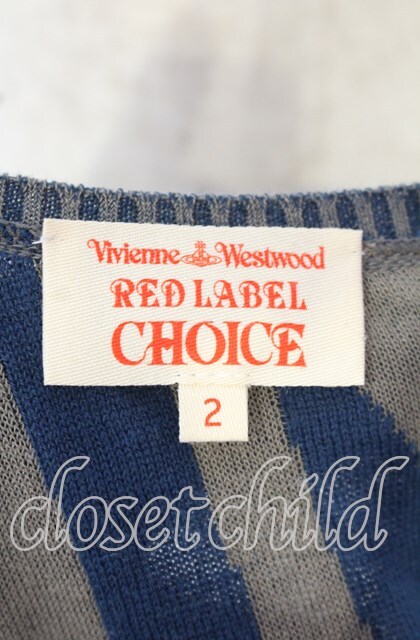 Vivienne Westwood
RED LABEL
CHOICE
2
closet child